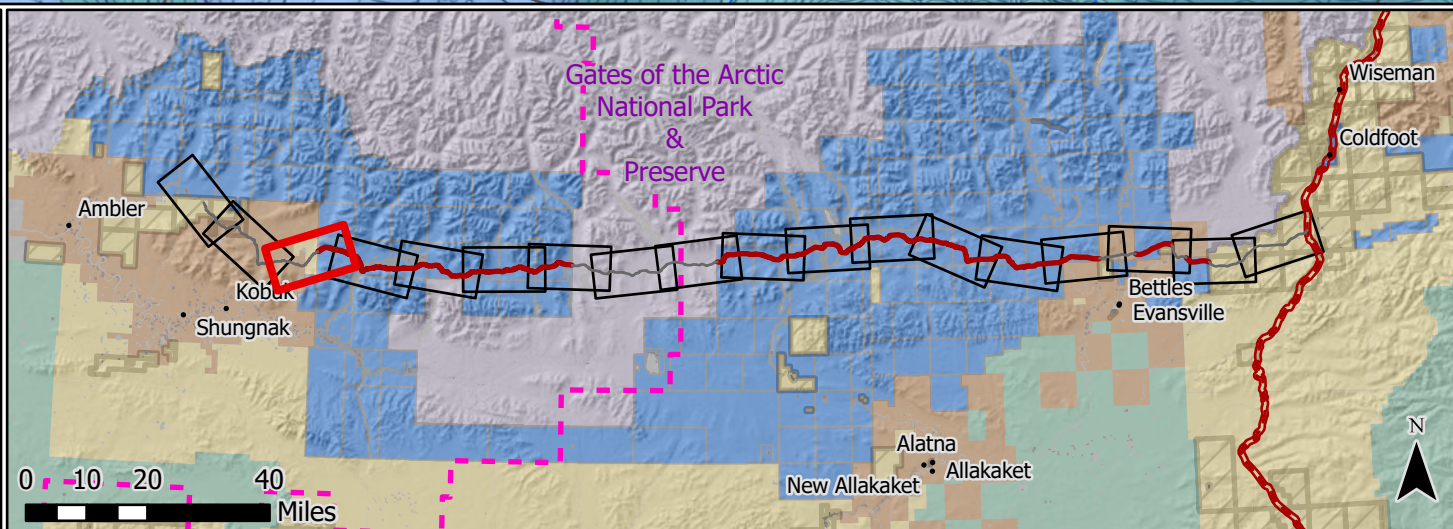 Gates of the Arctic
National Park
&
Preserve
Wiseman
Coldfoot
Ambler
Kobuk
Shungnak
Bettles
Evansville
Alatna
Allakaket
New Allakaket
N
0 10 20 40
Miles